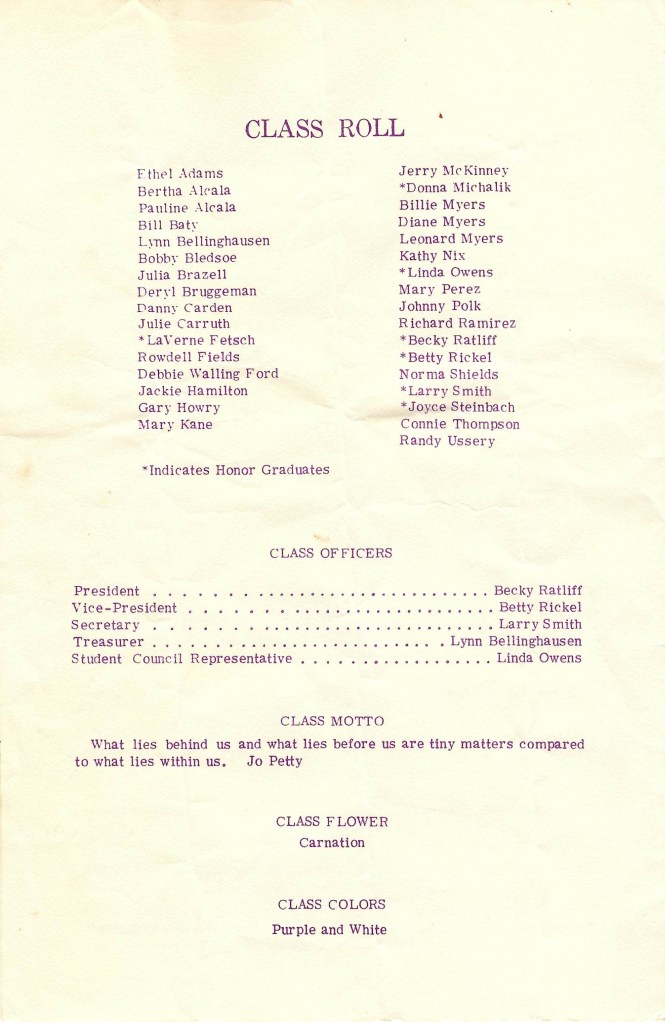 CLASS ROLL
Ethel Adams
Bertha Alcala
Pauline Alcala
Bill Baty
Lynn Bellinghausen
Bobby Bledsoe
Julia Brazell
Deryl Bruggeman
Danny Carden
Julie Carruth
*LaVerne Fetsch
Rowdell Fields
Debbie Walling Ford
Jackie Hamilton
Gary Howry
Mary Kane
Jerry McKinney
*Donna Michalik
Billie Myers
Diane Myers
Leonard Myers
Kathy Nix
*Linda Owens
Mary Perez
Johnny Polk
Richard Ramirez
*Becky Ratliff
*Betty Rickel
Norma Shields
*Larry Smith
*Joyce Steinbach
Connie Thompson
Randy Ussery
*Indicates Honor Graduates
CLASS OFFICERS
President . . . . . . . . . . . . . . . . . . . . . . . . . . . . . . . . . . . Becky Ratliff
Vice-President . . . . . . . . . . . . . . . . . . . . . . . . . . . . . . . Betty Rickel
Secretary . . . . . . . . . . . . . . . . . . . . . . . . . . . . . . . . . . . Larry Smith
Treasurer . . . . . . . . . . . . . . . . . . . . . . . . . . . . . . Lynn Bellinghausen
Student Council Representative . . . . . . . . . . . . . . . . . . Linda Owens
CLASS MOTTO
What lies behind us and what lies before us are tiny matters compared
to what lies within us. Jo Petty
CLASS FLOWER
Carnation
CLASS COLORS
Purple and White